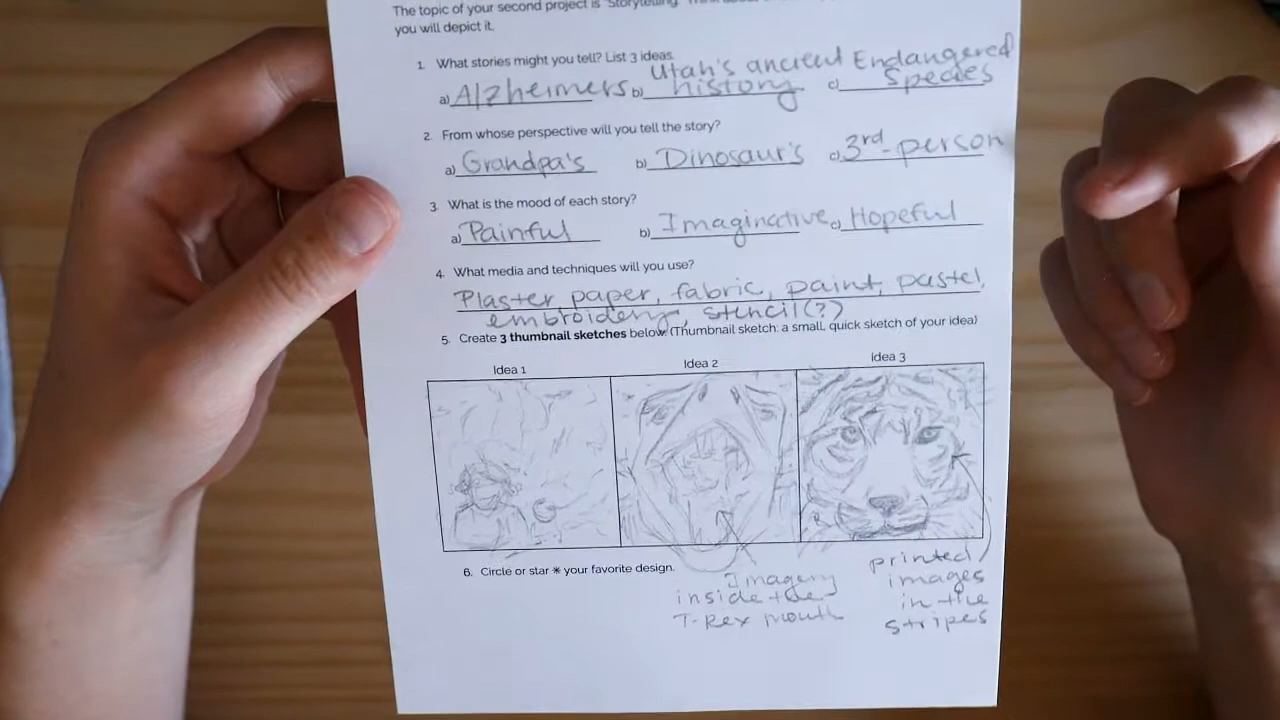 The topic of your second project is "Storytelling." Think about
you will depict it.
1. What stories might you tell? List 3 ideas.
a) Alzheimers b) Utah's ancient history c) Endangered Species
2. From whose perspective will you tell the story?
a) Grandpa's b) Dinosaur's c) 3rd-person
3. What is the mood of each story?
a) Painful b) Imaginative c) Hopeful
4. What media and techniques will you use?
Plaster, paper, fabric, paint, pastel,
embroidery, stencil(?)
5. Create 3 thumbnail sketches below (Thumbnail sketch: a small, quick sketch of your idea)
Idea 1 Idea 2 Idea 3
6. Circle or star * your favorite design.
Imagery
inside the
T-Rex mouth
printed
images
in the
stripes